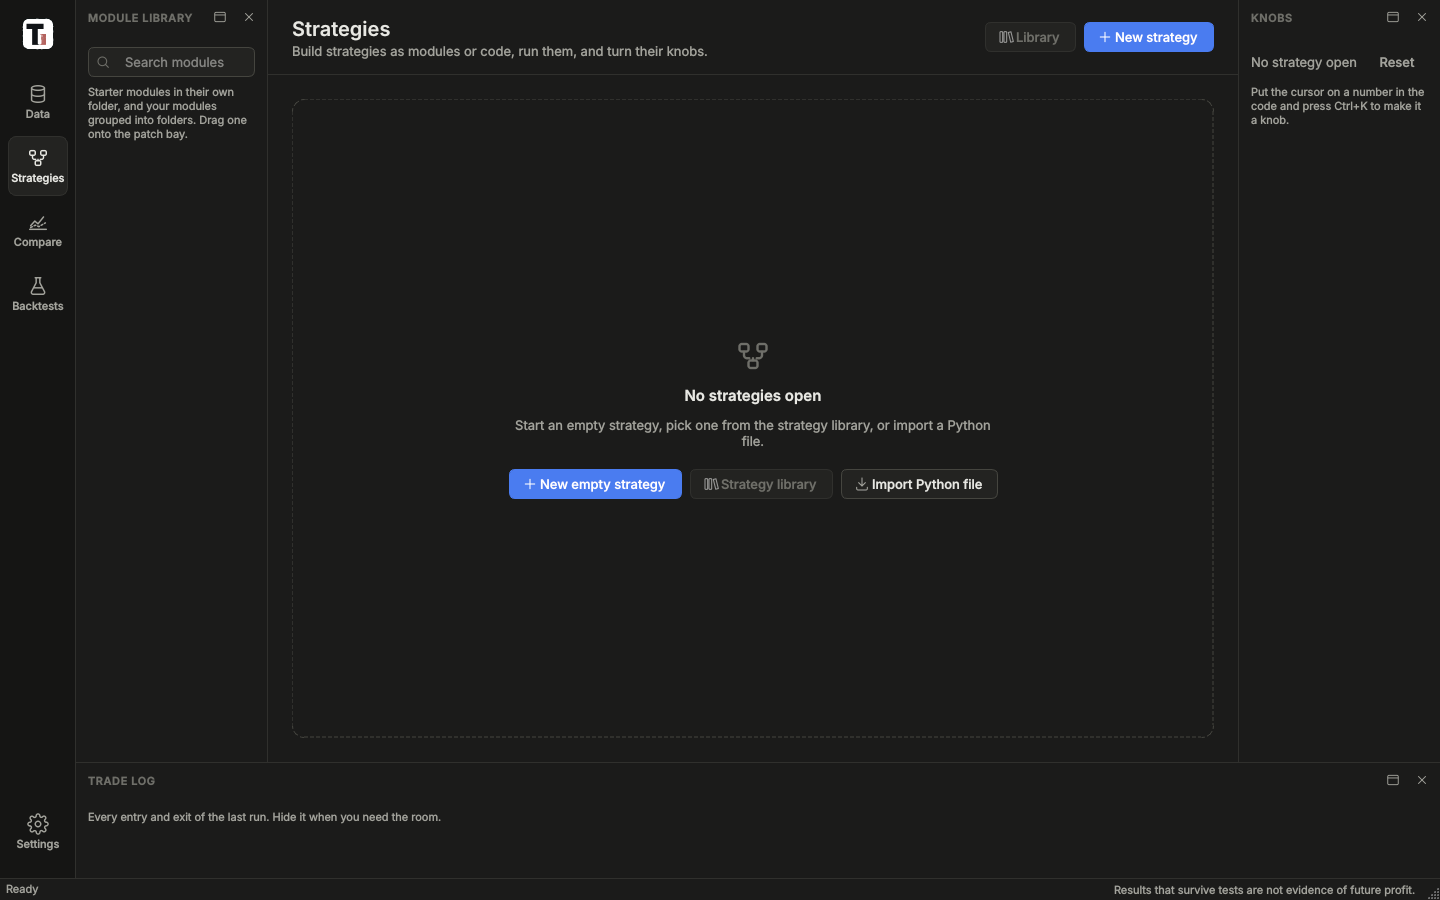 MODULE LIBRARY
Search modules
Starter modules in their own
folder, and your modules
grouped into folders. Drag one
onto the patch bay.
Data
Strategies
Compare
Backtests
Settings
Strategies
Build strategies as modules or code, run them, and turn their knobs.
Library
New strategy
No strategies open
Start an empty strategy, pick one from the strategy library, or import a Python
file.
New empty strategy
Strategy library
Import Python file
KNOBS
No strategy open
Reset
Put the cursor on a number in the
code and press Ctrl+K to make it
a knob.
TRADE LOG
Every entry and exit of the last run. Hide it when you need the room.
Ready
Results that survive tests are not evidence of future profit.